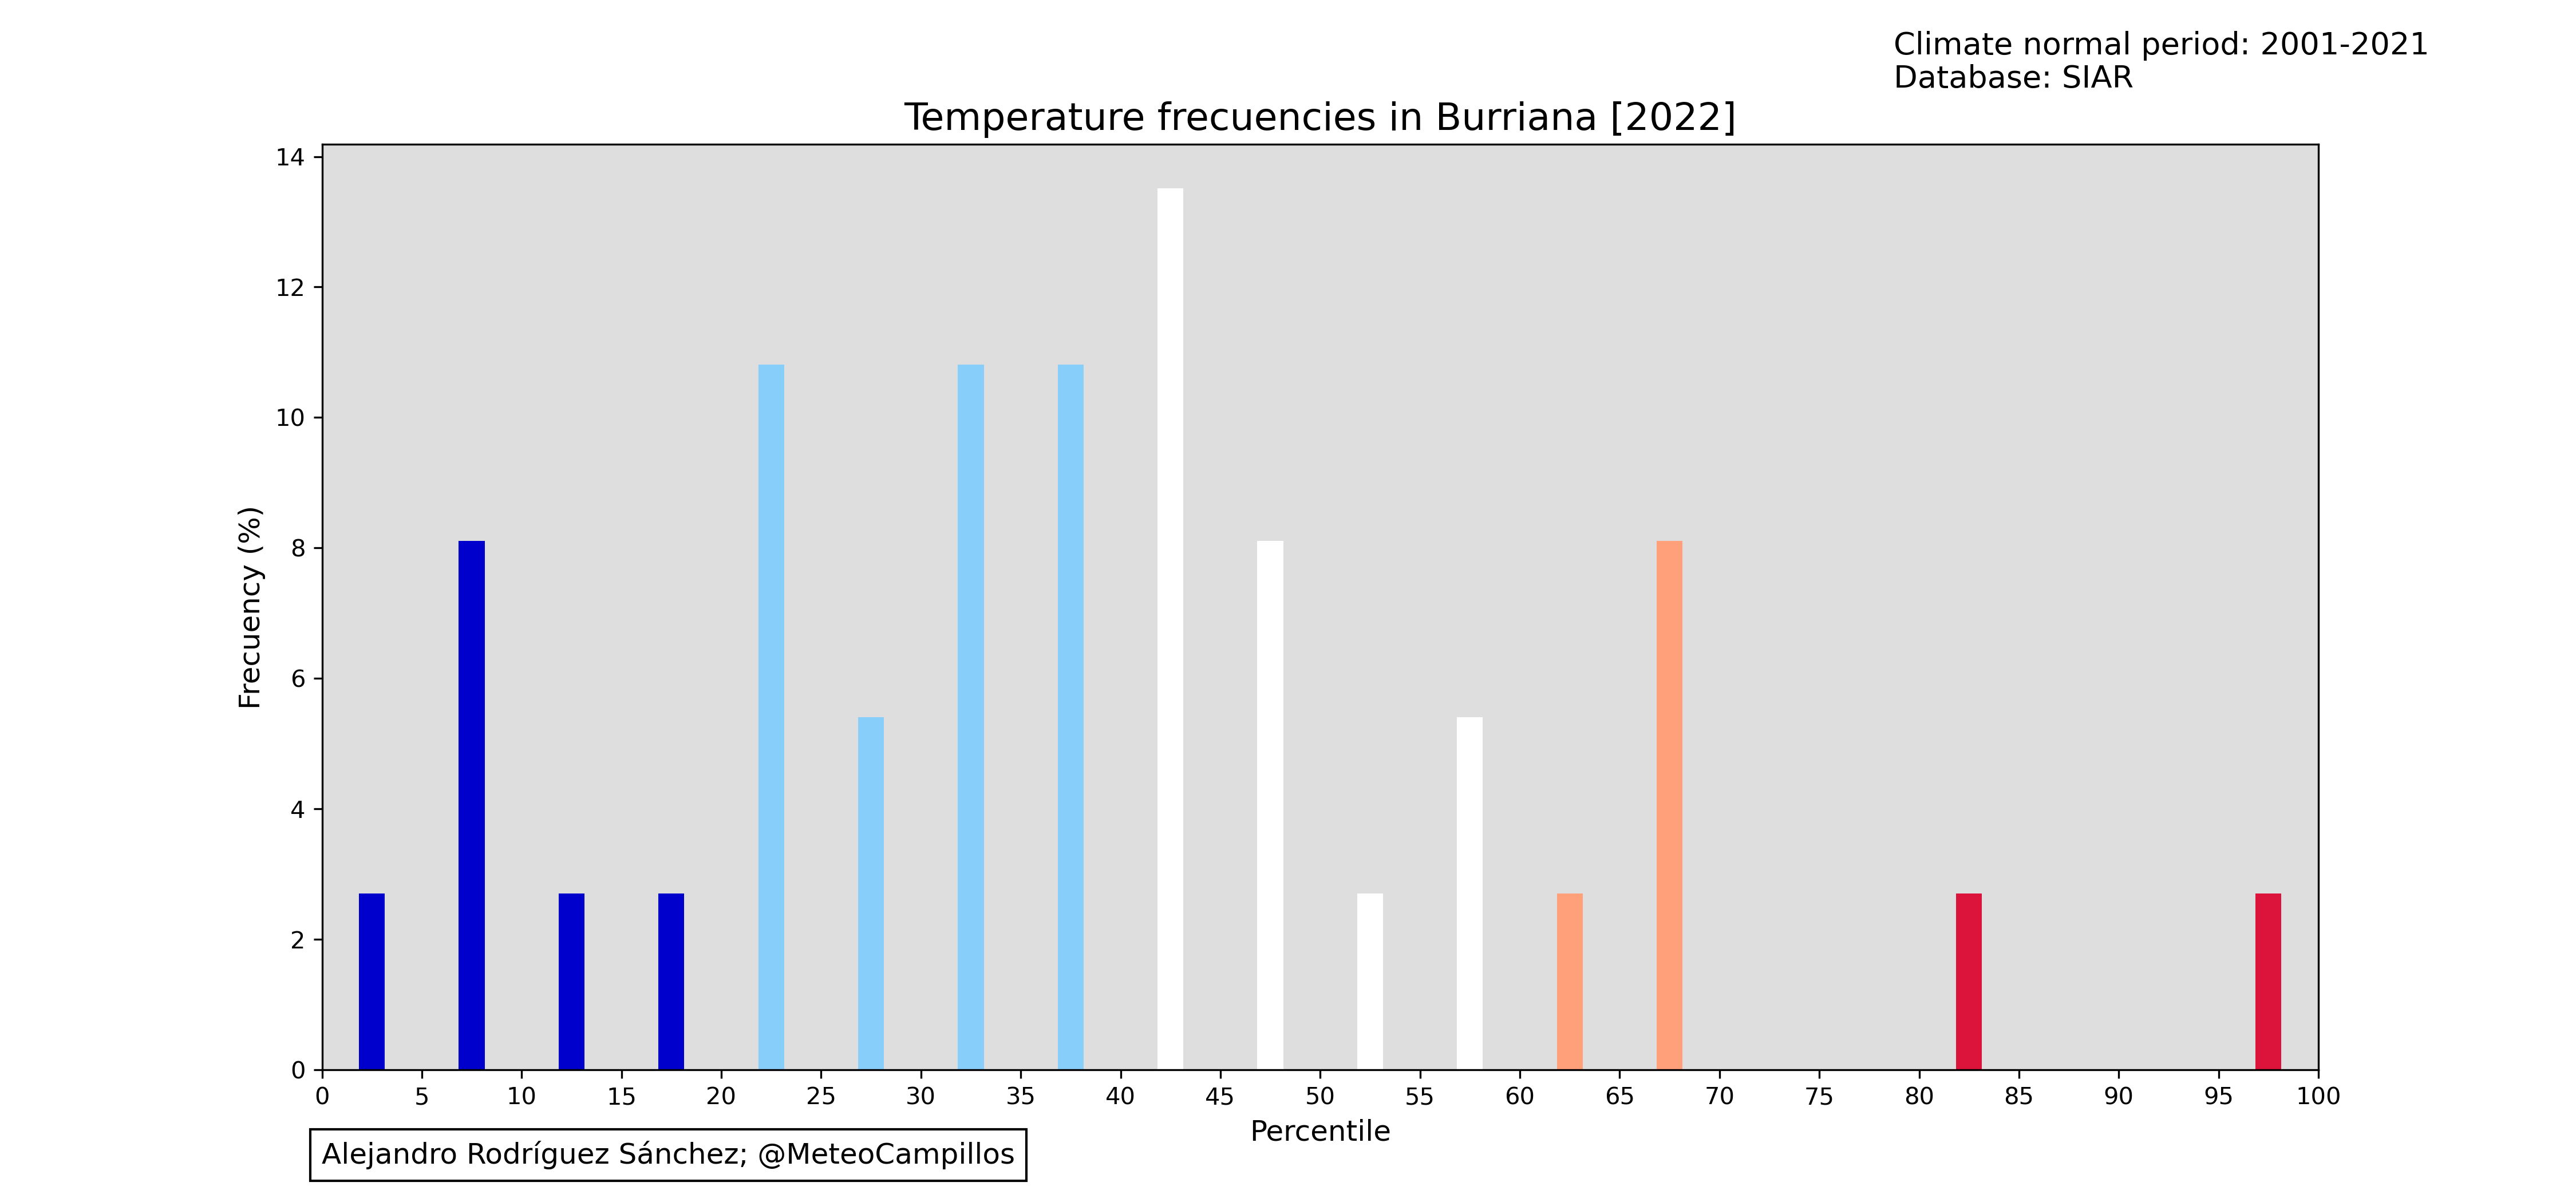 Climate normal period: 2001-2021
Database: SIAR
Temperature frecuencies in Burriana [2022]
14
12
10
8
6
4
2
0
Frecuency (%)
0 5 10 15 20 25 30 35 40 45 50 55 60 65 70 75 80 85 90 95 100
Percentile
Alejandro Rodríguez Sánchez; @MeteoCampillos